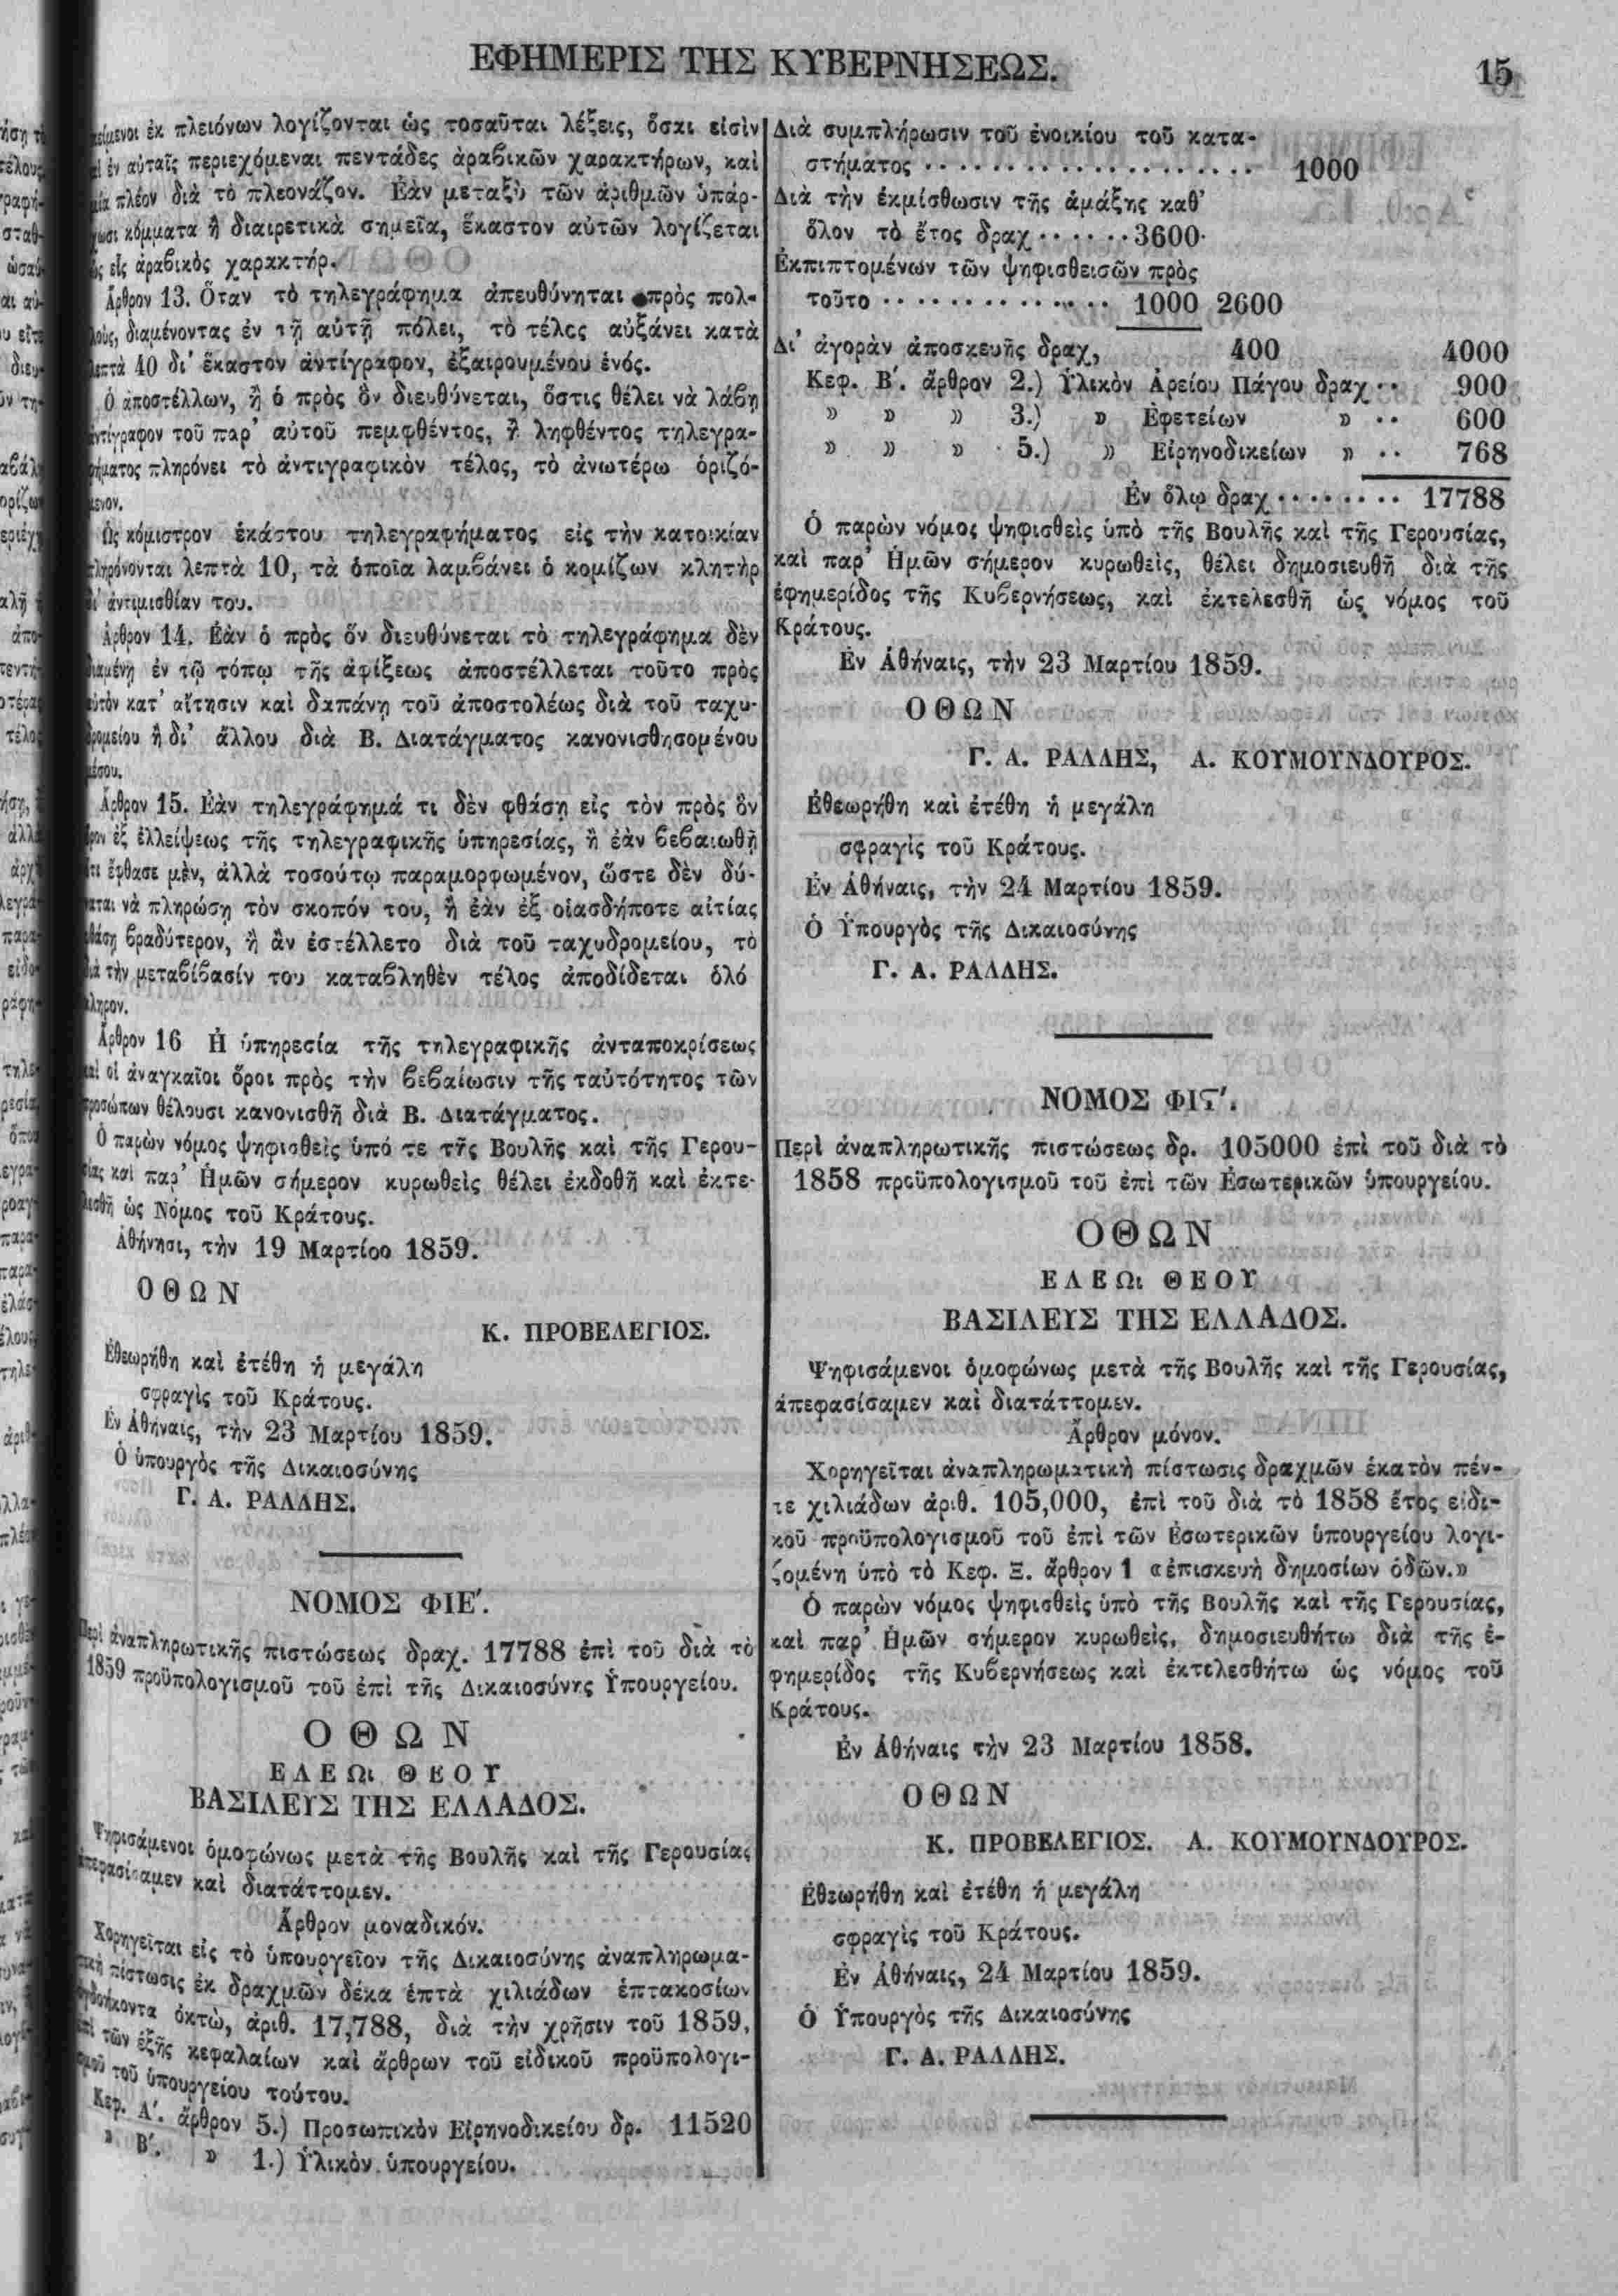 ΕΦΗΜΕΡΙΣ ΤΗΣ ΚΥΒΕΡΝΗΣΕΩΣ.
15
ἐκ πλειόνων λογίζονται ὡς τοσαῦται λέξεις, ὅσαι εἰσὶν
ἐν αὐταῖς περιεχόμεναι πεντάδες ἀραβικῶν χαρακτήρων, καὶ
μία πλέον διὰ τὸ πλεονάζον. Ἐὰν μεταξὺ τῶν ἀριθμῶν ὑπάρ-
χωσι κόμματα ἢ διαιρετικὰ σημεῖα, ἕκαστον αὐτῶν λογίζεται
ὡς εἷς ἀραβικὸς χαρακτήρ.
Ἄρθρον 13. Ὅταν τὸ τηλεγράφημα ἀπευθύνηται πρὸς πολ-
λοὺς, διαμένοντας ἐν τῇ αὐτῇ πόλει, τὸ τέλος αὐξάνει κατὰ
λεπτὰ 40 δι' ἕκαστον ἀντίγραφον, ἐξαιρουμένου ἑνός.
Ὁ ἀποστέλλων, ἢ ὁ πρὸς ὃν διευθύνεται, ὅστις θέλει νὰ λάβῃ
ἀντίγραφον τοῦ παρ' αὐτοῦ πεμφθέντος, ἢ ληφθέντος τηλεγρα-
φήματος πληρόνει τὸ ἀντιγραφικὸν τέλος, τὸ ἀνωτέρω ὁριζό-
μενον.
Ὡς κόμιστρον ἑκάστου τηλεγραφήματος εἰς τὴν κατοικίαν
πληρόνονται λεπτὰ 10, τὰ ὁποῖα λαμβάνει ὁ κομίζων κλητὴρ
δι' ἀντιμισθίαν του.
Ἄρθρον 14. Ἐὰν ὁ πρὸς ὃν διευθύνεται τὸ τηλεγράφημα δὲν
διαμένῃ ἐν τῷ τόπῳ τῆς ἀφίξεως ἀποστέλλεται τοῦτο πρὸς
αὐτὸν κατ' αἴτησιν καὶ δαπάνῃ τοῦ ἀποστολέως διὰ τοῦ ταχυ-
δρομείου ἢ δι' ἄλλου διὰ Β. Διατάγματος κανονισθησομένου
μέσου.
Ἄρθρον 15. Ἐὰν τηλεγράφημά τι δὲν φθάσῃ εἰς τὸν πρὸς ὃν
ὅρον ἐξ ἐλλείψεως τῆς τηλεγραφικῆς ὑπηρεσίας, ἢ ἐὰν βεβαιωθῇ
ὅτι ἔφθασε μὲν, ἀλλὰ τοσούτῳ παραμορφωμένον, ὥστε δὲν δύ-
ναται νὰ πληρώσῃ τὸν σκοπόν του, ἢ ἐὰν ἐξ οἱασδήποτε αἰτίας
φθάσῃ βραδύτερον, ἢ ἂν ἐστέλλετο διὰ τοῦ ταχυδρομείου, τὸ
διὰ τὴν μεταβίβασίν του καταβληθὲν τέλος ἀποδίδεται ὁλό
κληρον.
Ἄρθρον 16 Ἡ ὑπηρεσία τῆς τηλεγραφικῆς ἀνταποκρίσεως
καὶ οἱ ἀναγκαῖοι ὅροι πρὸς τὴν βεβαίωσιν τῆς ταὐτότητος τῶν
προσώπων θέλουσι κανονισθῆ διὰ Β. Διατάγματος.
Ὁ παρὼν νόμος ψηφισθεὶς ὑπό τε τῆς Βουλῆς καὶ τῆς Γερου-
σίας καὶ παρ' Ἡμῶν σήμερον κυρωθεὶς θέλει ἐκδοθῆ καὶ ἐκτε-
λεσθῆ ὡς Νόμος τοῦ Κράτους.
Ἀθήνησι, τὴν 19 Μαρτίοο 1859.
ΟΘΩΝ
Κ. ΠΡΟΒΕΛΕΓΙΟΣ.
Ἐθεωρήθη καὶ ἐτέθη ἡ μεγάλη
σφραγὶς τοῦ Κράτους.
Ἐν Ἀθήναις, τὴν 23 Μαρτίου 1859.
Ὁ ὑπουργὸς τῆς Δικαιοσύνης
Γ. Α. ΡΑΛΛΗΣ.
ΝΟΜΟΣ ΦΙΕ'.
Περὶ ἀναπληρωτικῆς πιστώσεως δραχ. 17788 ἐπὶ τοῦ διὰ τὸ
1859 προϋπολογισμοῦ τοῦ ἐπὶ τῆς Δικαιοσύνης Ὑπουργείου.
ΟΘΩΝ
ΕΛΕΩι ΘΕΟΥ
ΒΑΣΙΛΕΥΣ ΤΗΣ ΕΛΛΑΔΟΣ.
Ψηφισάμενοι ὁμοφώνως μετὰ τῆς Βουλῆς καὶ τῆς Γερουσίας
ἀπεφασίσαμεν καὶ διατάττομεν.
Ἄρθρον μοναδικόν.
Χορηγεῖται εἰς τὸ ὑπουργεῖον τῆς Δικαιοσύνης ἀναπληρωμα-
τικὴ πίστωσις ἐκ δραχμῶν δέκα ἑπτὰ χιλιάδων ἑπτακοσίων
ὀγδοήκοντα ὀκτὼ, ἀριθ. 17,788, διὰ τὴν χρῆσιν τοῦ 1859,
ἐπὶ τῶν ἑξῆς κεφαλαίων καὶ ἄρθρων τοῦ εἰδικοῦ προϋπολογι-
σμοῦ τοῦ ὑπουργείου τούτου.
Κεφ. Α'. ἄρθρον 5.) Προσωπικὸν Εἰρηνοδικείου δρ. 11520
» Β'. » 1.) Ὑλικὸν ὑπουργείου.
Διὰ συμπλήρωσιν τοῦ ἐνοικίου τοῦ κατα-
στήματος . . . . . . . . . . . . . . . . . . . 1000
Διὰ τὴν ἐκμίσθωσιν τῆς ἁμάξης καθ'
ὅλον τὸ ἔτος δραχ . . . . . . 3600.
Ἐκπιπτομένων τῶν ψηφισθεισῶν πρὸς
τοῦτο . . . . . . . . . . . . . . 1000 2600
Δι' ἀγορὰν ἀποσκευῆς δραχ, 400 4000
Κεφ. Β'. ἄρθρον 2.) Ὑλικὸν Ἀρείου Πάγου δραχ . . 900
» » » 3.) » Ἐφετείων » . . 600
» » » 5.) » Εἰρηνοδικείων » . . 768
Ἐν ὅλῳ δραχ . . . . . . . . 17788
Ὁ παρὼν νόμος ψηφισθεὶς ὑπὸ τῆς Βουλῆς καὶ τῆς Γερουσίας,
καὶ παρ' Ἡμῶν σήμερον κυρωθεὶς, θέλει δημοσιευθῆ διὰ τῆς
ἐφημερίδος τῆς Κυβερνήσεως, καὶ ἐκτελεσθῆ ὡς νόμος τοῦ
Κράτους.
Ἐν Ἀθήναις, τὴν 23 Μαρτίου 1859.
ΟΘΩΝ
Γ. Α. ΡΑΛΛΗΣ, Α. ΚΟΥΜΟΥΝΔΟΥΡΟΣ.
Ἐθεωρήθη καὶ ἐτέθη ἡ μεγάλη
σφραγὶς τοῦ Κράτους.
Ἐν Ἀθήναις, τὴν 24 Μαρτίου 1859.
Ὁ Ὑπουργὸς τῆς Δικαιοσύνης
Γ. Α. ΡΑΛΛΗΣ.
ΝΟΜΟΣ ΦΙϚ'.
Περὶ ἀναπληρωτικῆς πιστώσεως δρ. 105000 ἐπὶ τοῦ διὰ τὸ
1858 προϋπολογισμοῦ τοῦ ἐπὶ τῶν Ἐσωτερικῶν ὑπουργείου.
ΟΘΩΝ
ΕΛΕΩι ΘΕΟΥ
ΒΑΣΙΛΕΥΣ ΤΗΣ ΕΛΛΑΔΟΣ.
Ψηφισάμενοι ὁμοφώνως μετὰ τῆς Βουλῆς καὶ τῆς Γερουσίας,
ἀπεφασίσαμεν καὶ διατάττομεν.
Ἄρθρον μόνον.
Χορηγεῖται ἀναπληρωματικὴ πίστωσις δραχμῶν ἑκατὸν πέν-
τε χιλιάδων ἀριθ. 105,000, ἐπὶ τοῦ διὰ τὸ 1858 ἔτος εἰδι-
κοῦ προϋπολογισμοῦ τοῦ ἐπὶ τῶν Ἐσωτερικῶν ὑπουργείου λογι-
ζομένη ὑπὸ τὸ Κεφ. Ξ. ἄρθρον 1 «ἐπισκευὴ δημοσίων ὁδῶν.»
Ὁ παρὼν νόμος ψηφισθεὶς ὑπὸ τῆς Βουλῆς καὶ τῆς Γερουσίας,
καὶ παρ' Ἡμῶν σήμερον κυρωθεὶς, δημοσιευθήτω διὰ τῆς ἐ-
φημερίδος τῆς Κυβερνήσεως καὶ ἐκτελεσθήτω ὡς νόμος τοῦ
Κράτους.
Ἐν Ἀθήναις τὴν 23 Μαρτίου 1858.
ΟΘΩΝ
Κ. ΠΡΟΒΕΛΕΓΙΟΣ. Α. ΚΟΥΜΟΥΝΔΟΥΡΟΣ.
Ἐθεωρήθη καὶ ἐτέθη ἡ μεγάλη
σφραγὶς τοῦ Κράτους.
Ἐν Ἀθήναις, 24 Μαρτίου 1859.
Ὁ Ὑπουργὸς τῆς Δικαιοσύνης
Γ. Α. ΡΑΛΛΗΣ.